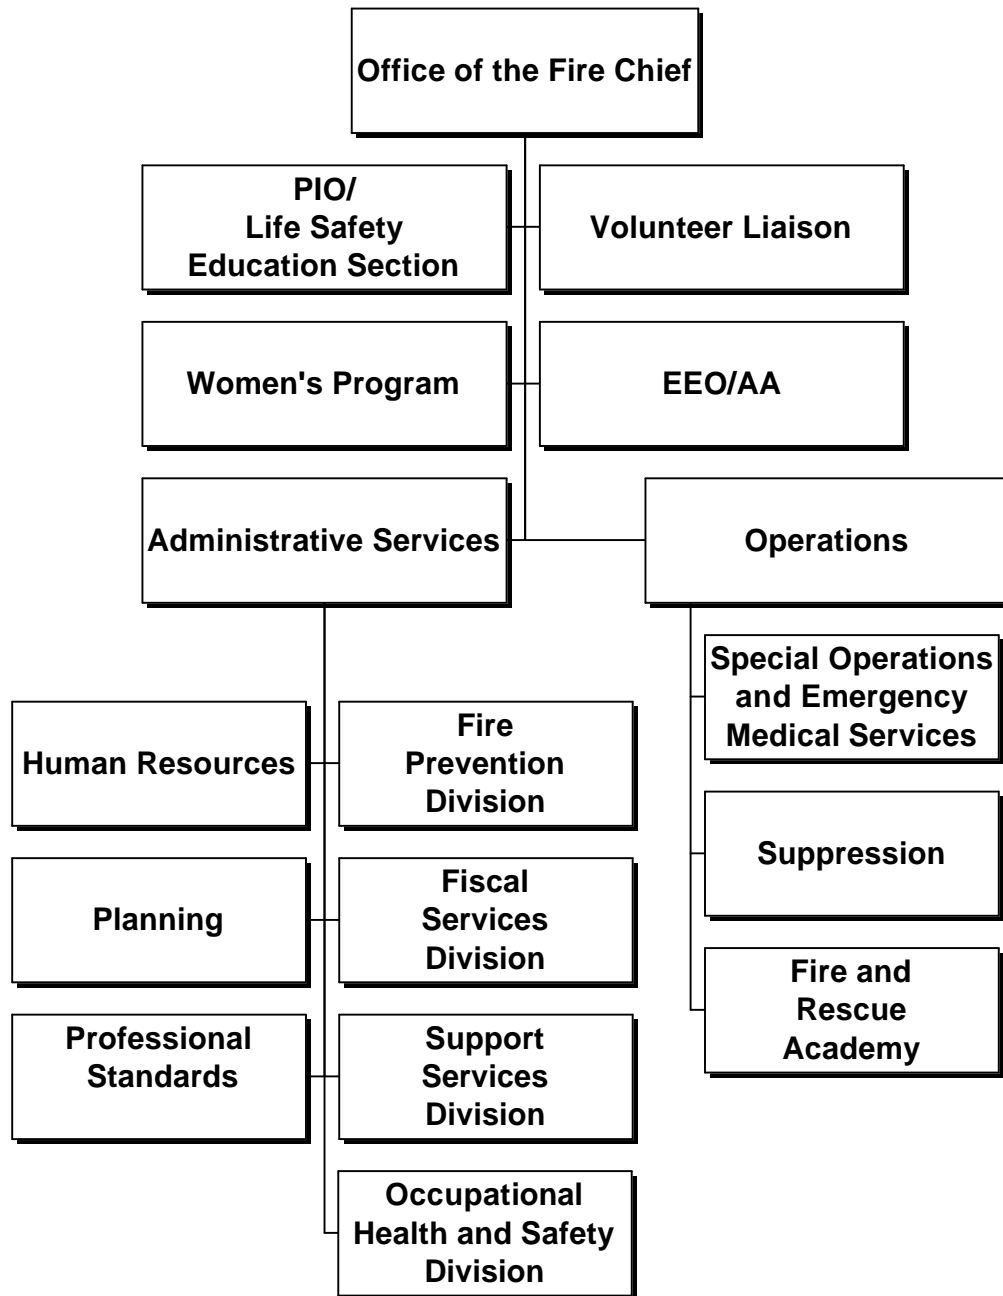 Office of the Fire Chief
PIO/
Life Safety
Education Section
Volunteer Liaison
Women's Program
EEO/AA
Administrative Services
Operations
Special Operations
and Emergency
Medical Services
Human Resources
Fire
Prevention
Division
Suppression
Planning
Fiscal
Services
Division
Fire and
Rescue
Academy
Professional
Standards
Support
Services
Division
Occupational
Health and Safety
Division